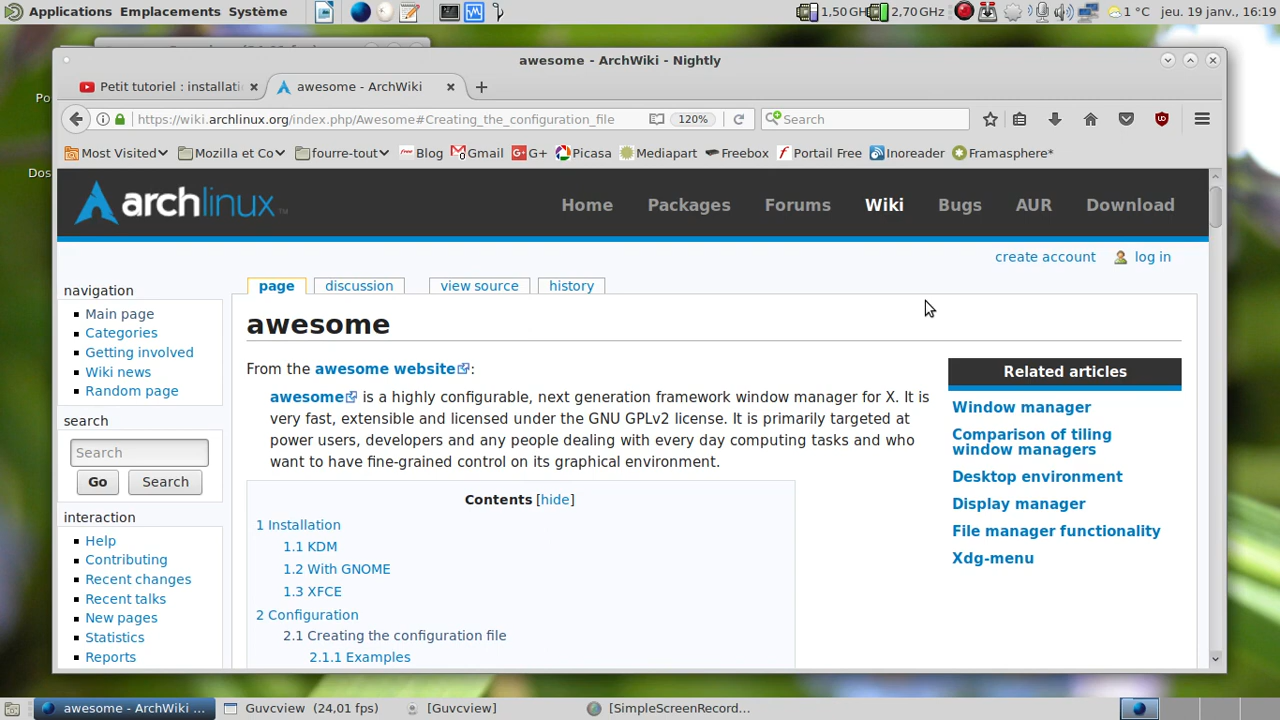 Applications Emplacements Système 1,50 GH 2,70 GHz 1 °C jeu. 19 janv., 16:19
awesome - ArchWiki - Nightly
Petit tutoriel : installati awesome - ArchWiki
https://wiki.archlinux.org/index.php/Awesome#Creating_the_configuration_file 120% Search
Most Visited Mozilla et Co fourre-tout Blog Gmail G+ Picasa Mediapart Freebox Portail Free Inoreader Framasphere*
Po
Dos
archlinux
Home Packages Forums Wiki Bugs AUR Download
create account log in
page discussion view source history
navigation
Main page
Categories
Getting involved
Wiki news
Random page
search
Search
Go Search
interaction
Help
Contributing
Recent changes
Recent talks
New pages
Statistics
Reports
awesome
From the awesome website:
awesome is a highly configurable, next generation framework window manager for X. It is
very fast, extensible and licensed under the GNU GPLv2 license. It is primarily targeted at
power users, developers and any people dealing with every day computing tasks and who
want to have fine-grained control on its graphical environment.
Contents [hide]
1 Installation
1.1 KDM
1.2 With GNOME
1.3 XFCE
2 Configuration
2.1 Creating the configuration file
2.1.1 Examples
Related articles
Window manager
Comparison of tiling
window managers
Desktop environment
Display manager
File manager functionality
Xdg-menu
awesome - ArchWiki ... Guvcview (24,01 fps) [Guvcview] [SimpleScreenRecord...